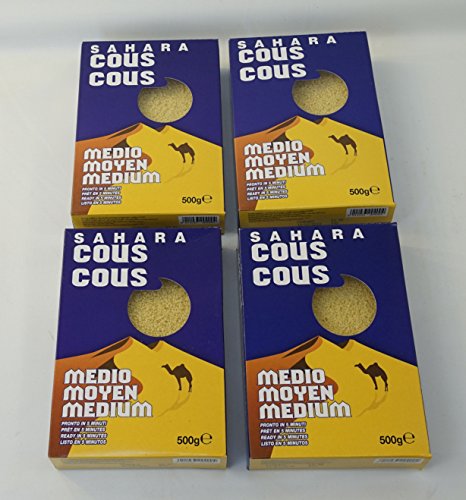 SAHARA
COUS
COUS
MEDIO
MOYEN
MEDIUM
PRONTO IN 5 MINUTI
PRÊT EN 5 MINUTES
READY IN 5 MINUTES
LISTO EN 5 MINUTOS
500g℮
SAHARA
COUS
COUS
MEDIO
MOYEN
MEDIUM
PRONTO IN 5 MINUTI
PRÊT EN 5 MINUTES
READY IN 5 MINUTES
LISTO EN 5 MINUTOS
500g℮
SAHARA
COUS
COUS
MEDIO
MOYEN
MEDIUM
PRONTO IN 5 MINUTI
PRÊT EN 5 MINUTES
READY IN 5 MINUTES
LISTO EN 5 MINUTOS
500g℮
SAHARA
COUS
COUS
MEDIO
MOYEN
MEDIUM
PRONTO IN 5 MINUTI
PRÊT EN 5 MINUTES
READY IN 5 MINUTES
LISTO EN 5 MINUTOS
500g℮